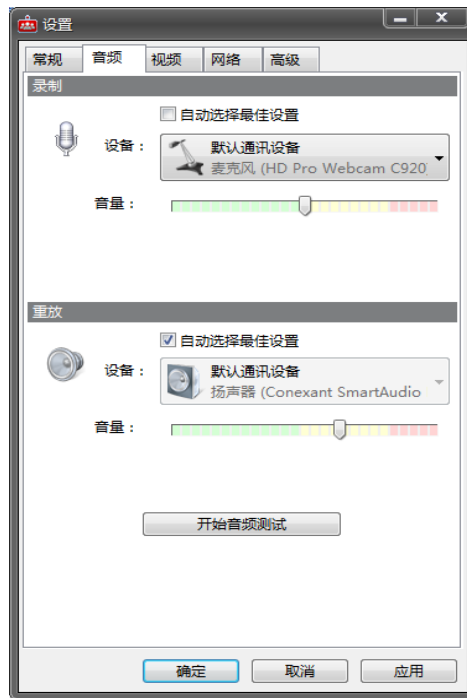 设置
常规 音频 视频 网络 高级
录制
自动选择最佳设置
设备： 默认通讯设备
麦克风 (HD Pro Webcam C920)
音量：
重放
自动选择最佳设置
设备： 默认通讯设备
扬声器 (Conexant SmartAudio
音量：
开始音频测试
确定 取消 应用